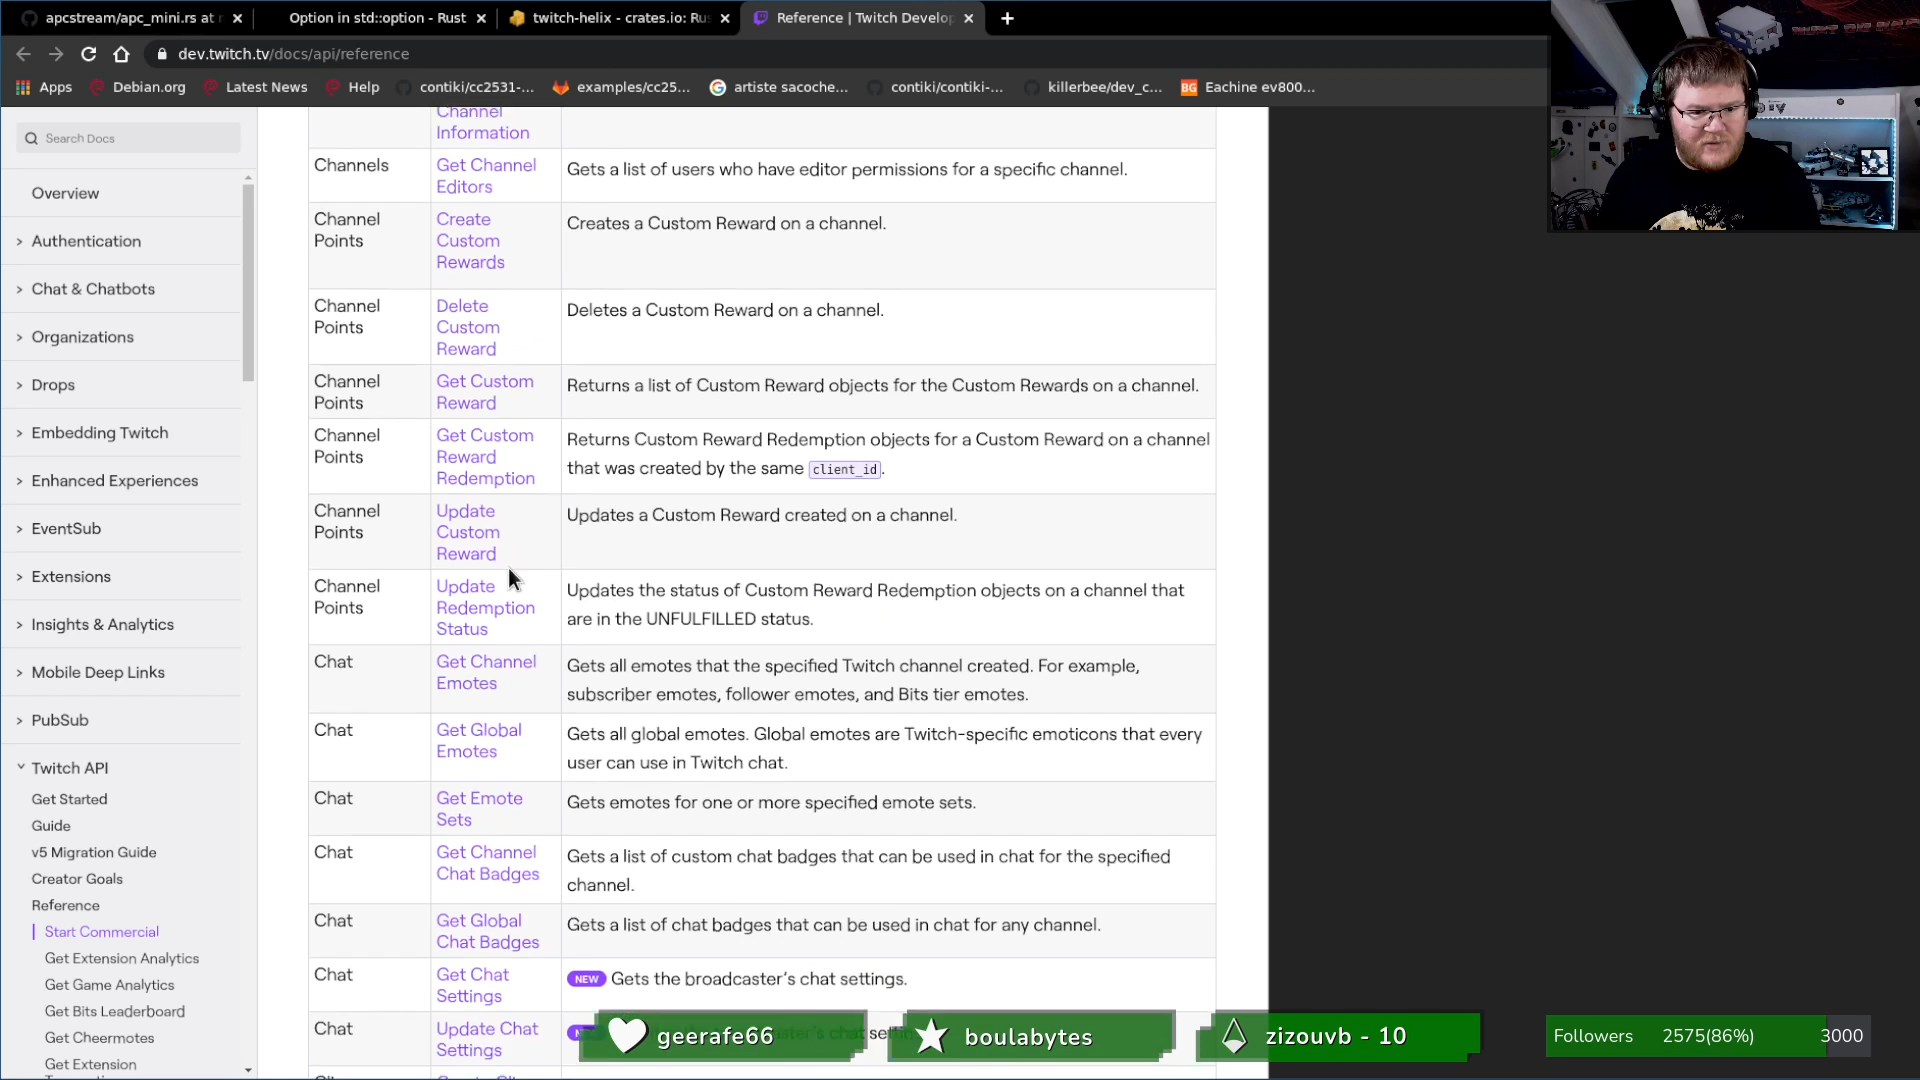 apcstream/apc_mini.rs at
Option in std::option - Rust
twitch-helix - crates.io: Ru
Reference | Twitch Develop
dev.twitch.tv/docs/api/reference
Apps
Debian.org
Latest News
Help
contiki/cc2531-...
examples/cc25...
artiste sacoche...
contiki/contiki-...
killerbee/dev_c...
BG Eachine ev800...
Search Docs
Overview
Authentication
Chat & Chatbots
Organizations
Drops
Embedding Twitch
Enhanced Experiences
EventSub
Extensions
Insights & Analytics
Mobile Deep Links
PubSub
Twitch API
Get Started
Guide
v5 Migration Guide
Creator Goals
Reference
Start Commercial
Get Extension Analytics
Get Game Analytics
Get Bits Leaderboard
Get Cheermotes
Get Extension
Channel
Information
Channels
Get Channel
Editors
Gets a list of users who have editor permissions for a specific channel.
Channel
Points
Create
Custom
Rewards
Creates a Custom Reward on a channel.
Channel
Points
Delete
Custom
Reward
Deletes a Custom Reward on a channel.
Channel
Points
Get Custom
Reward
Returns a list of Custom Reward objects for the Custom Rewards on a channel.
Channel
Points
Get Custom
Reward
Redemption
Returns Custom Reward Redemption objects for a Custom Reward on a channel
that was created by the same client_id.
Channel
Points
Update
Custom
Reward
Updates a Custom Reward created on a channel.
Channel
Points
Update
Redemption
Status
Updates the status of Custom Reward Redemption objects on a channel that
are in the UNFULFILLED status.
Chat
Get Channel
Emotes
Gets all emotes that the specified Twitch channel created. For example,
subscriber emotes, follower emotes, and Bits tier emotes.
Chat
Get Global
Emotes
Gets all global emotes. Global emotes are Twitch-specific emoticons that every
user can use in Twitch chat.
Chat
Get Emote
Sets
Gets emotes for one or more specified emote sets.
Chat
Get Channel
Chat Badges
Gets a list of custom chat badges that can be used in chat for the specified
channel.
Chat
Get Global
Chat Badges
Gets a list of chat badges that can be used in chat for any channel.
Chat
Get Chat
Settings
NEW Gets the broadcaster's chat settings.
Chat
Update Chat
Settings
geerafe66
boulabytes
zizouvb - 10
Followers 2575(86%) 3000